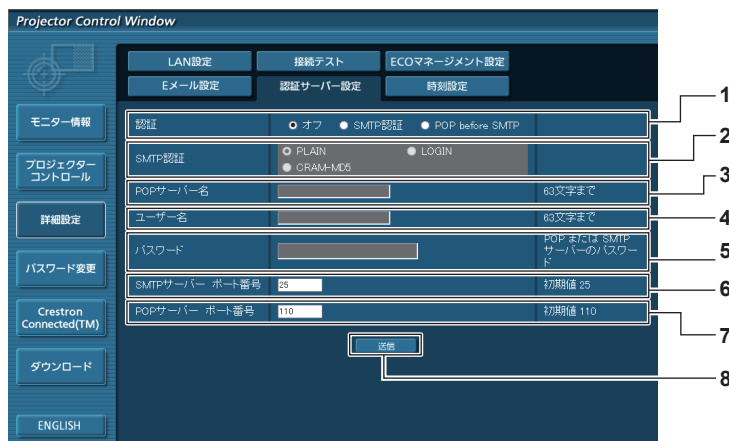 Projector Control Window
LAN設定
接続テスト
ECOマネージメント設定
Eメール設定
認証サーバー設定
時刻設定
モニター情報
プロジェクター
コントロール
詳細設定
パスワード変更
Crestron
Connected(TM)
ダウンロード
ENGLISH
認証
オフ
SMTP認証
POP before SMTP
1
SMTP認証
PLAIN
LOGIN
CRAM-MD5
2
POPサーバー名
63文字まで
3
ユーザー名
63文字まで
4
パスワード
POP または SMTP
サーバーのパスワー
ド
5
SMTPサーバー ポート番号
25
初期値 25
6
POPサーバー ポート番号
110
初期値 110
7
送信
8